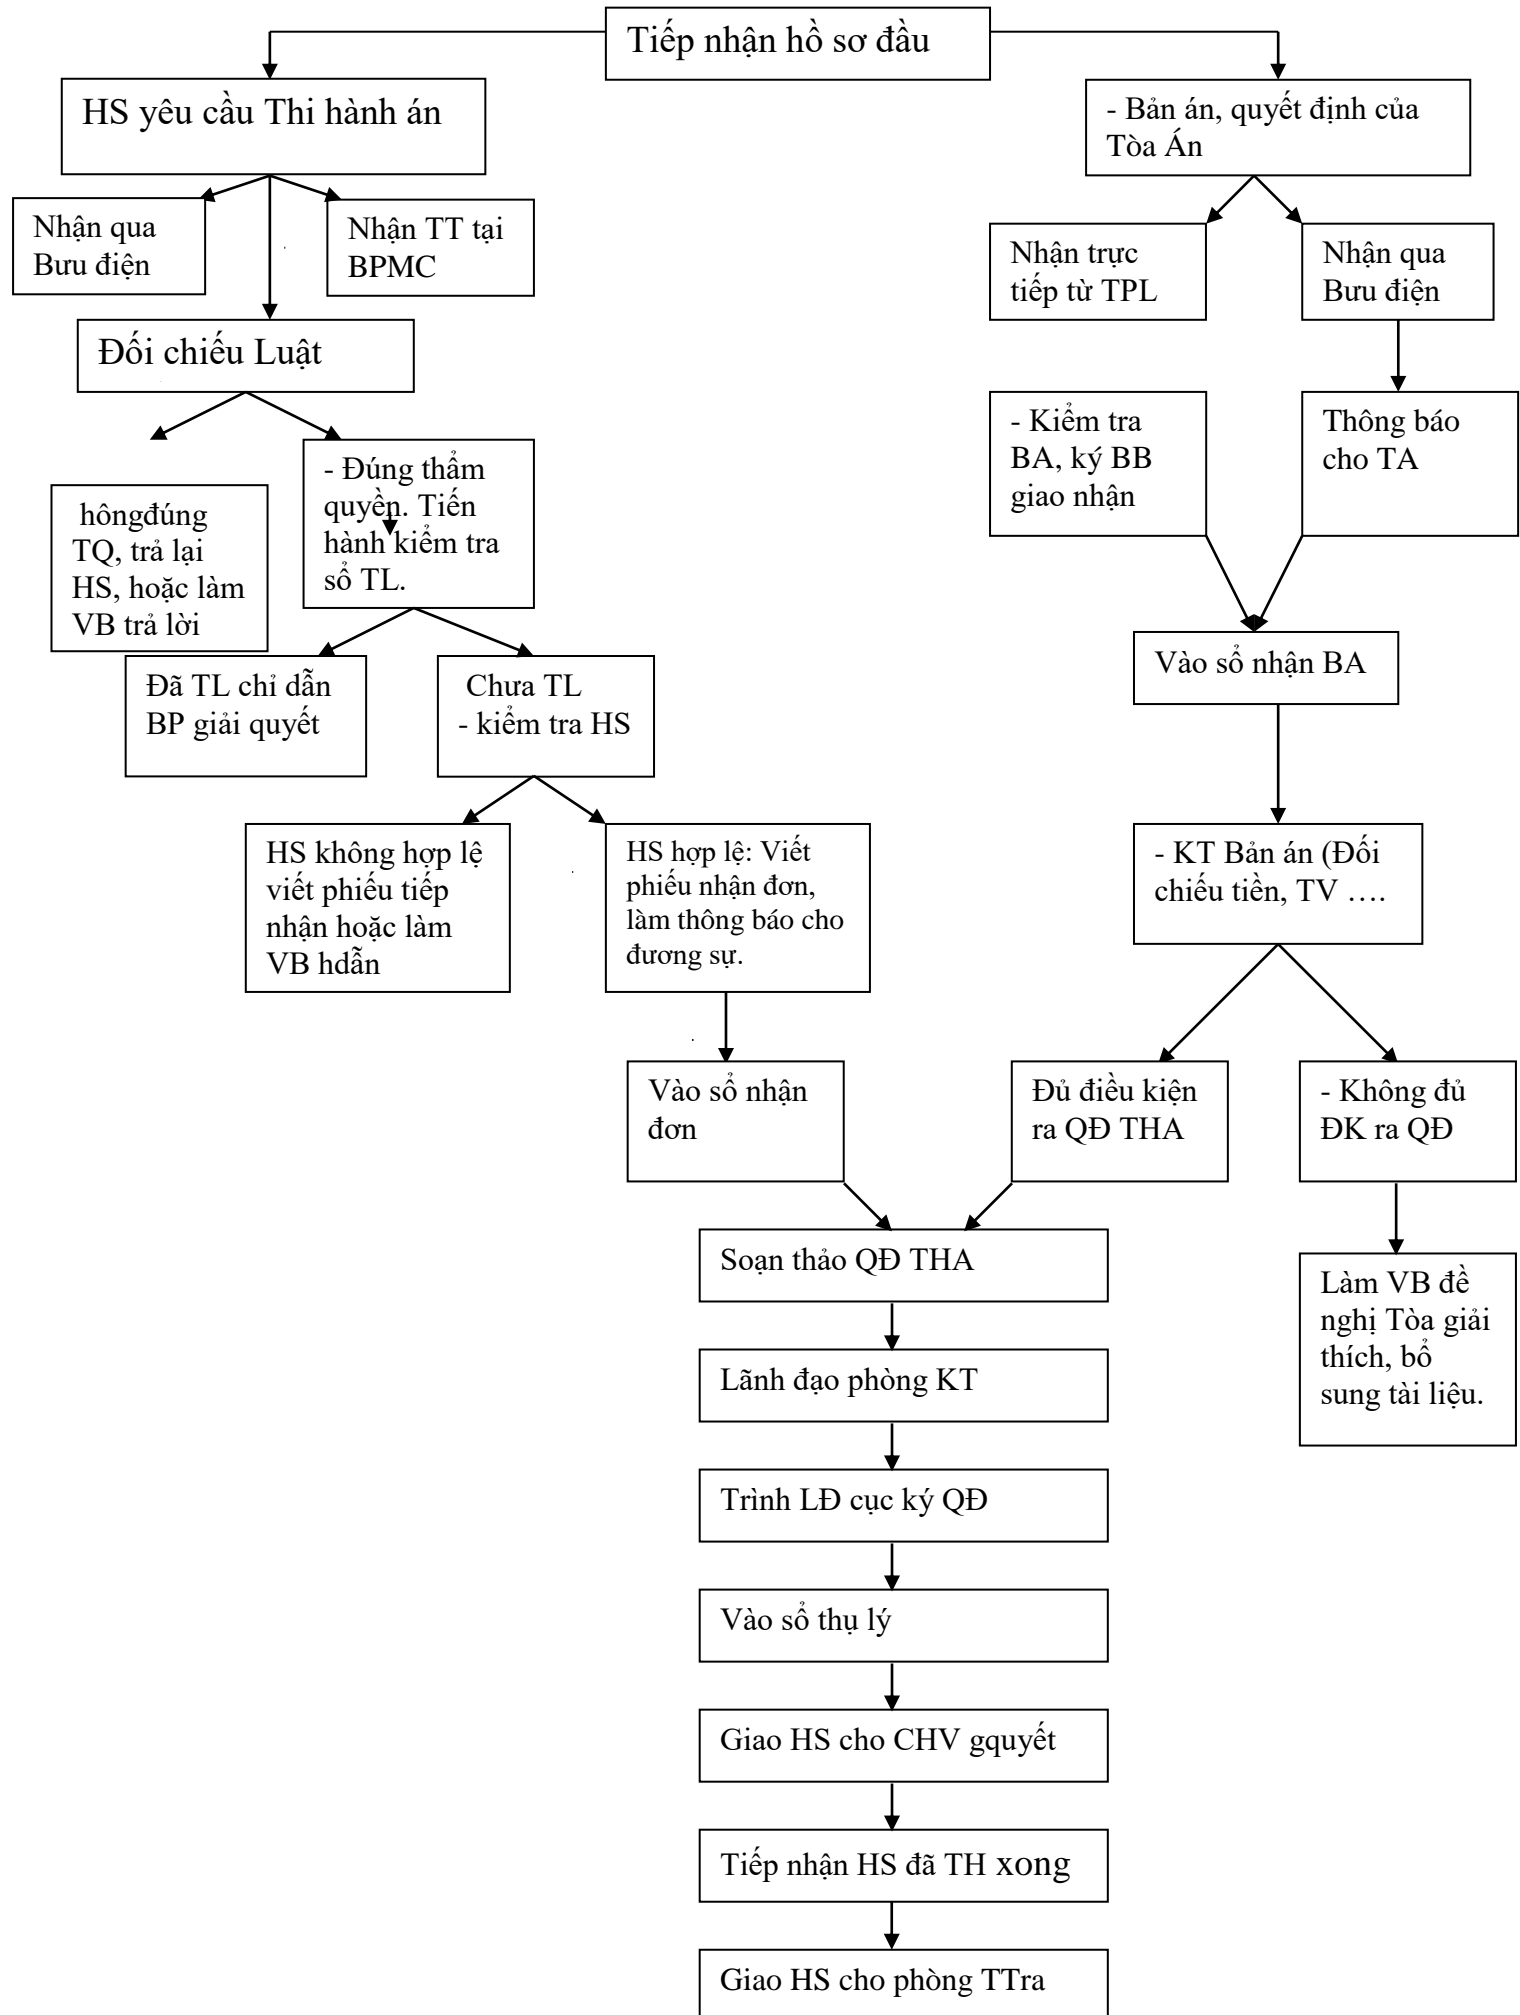 Tiếp nhận hồ sơ đầu
HS yêu cầu Thi hành án
- Bản án, quyết định của
Tòa Án
Nhận qua
Bưu điện
Nhận TT tại
BPMC
Nhận trực
tiếp từ TPL
Nhận qua
Bưu điện
Đối chiếu Luật
- Kiểm tra
BA, ký BB
giao nhận
Thông báo
cho TA
hôngđúng
TQ, trả lại
HS, hoặc làm
VB trả lời
- Đúng thẩm
quyền. Tiến
hành kiểm tra
sổ TL.
Đã TL chỉ dẫn
BP giải quyết
Chưa TL
- kiểm tra HS
Vào sổ nhận BA
HS không hợp lệ
viết phiếu tiếp
nhận hoặc làm
VB hdẫn
HS hợp lệ: Viết
phiếu nhận đơn,
làm thông báo cho
đương sự.
- KT Bản án (Đối
chiếu tiền, TV ….
Vào sổ nhận
đơn
Đủ điều kiện
ra QĐ THA
- Không đủ
ĐK ra QĐ
Soạn thảo QĐ THA
Làm VB đề
nghị Tòa giải
thích, bổ
sung tài liệu.
Lãnh đạo phòng KT
Trình LĐ cục ký QĐ
Vào sổ thụ lý
Giao HS cho CHV gquyết
Tiếp nhận HS đã TH xong
Giao HS cho phòng TTra